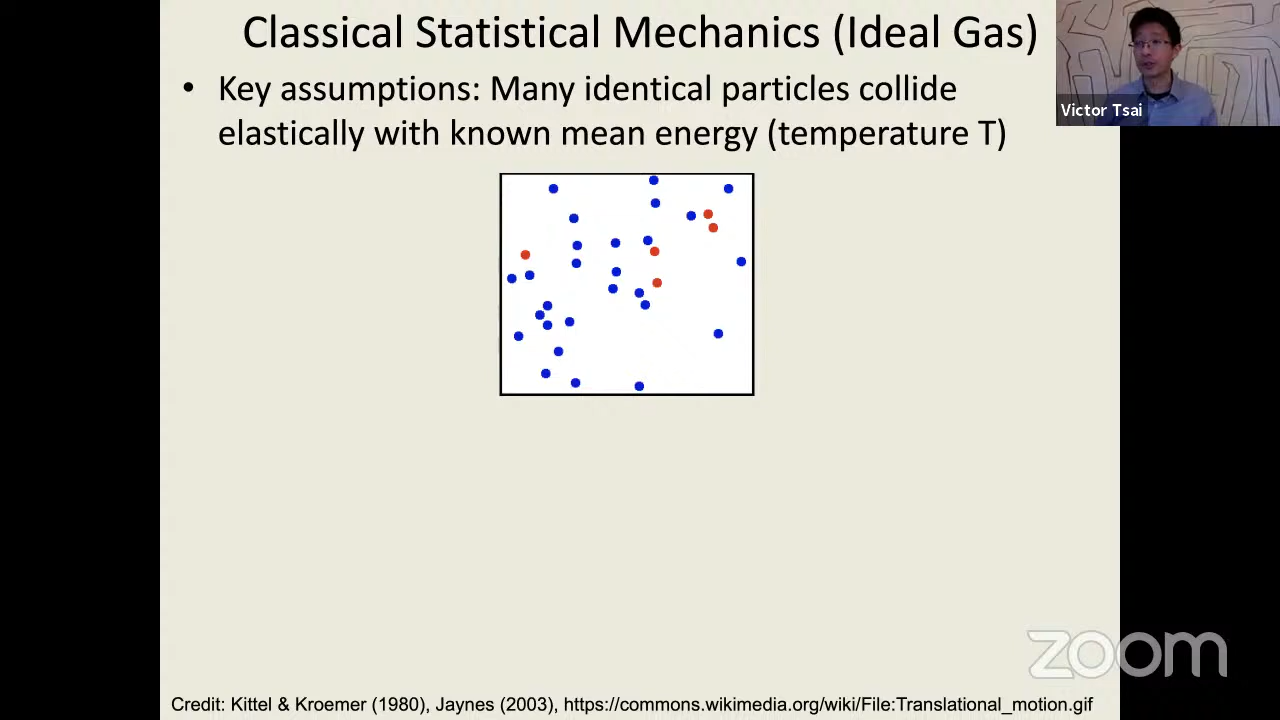 Classical Statistical Mechanics (Ideal Gas)
• Key assumptions: Many identical particles collide
elastically with known mean energy (temperature T)
Victor Tsai
zoom
Credit: Kittel & Kroemer (1980), Jaynes (2003), https://commons.wikimedia.org/wiki/File:Translational_motion.gif